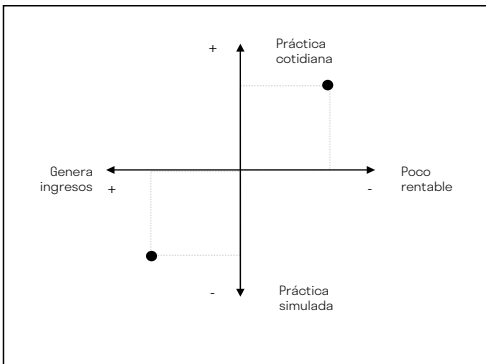 +
Práctica
cotidiana
Genera
ingresos
+
Poco
rentable
-
-
Práctica
simulada